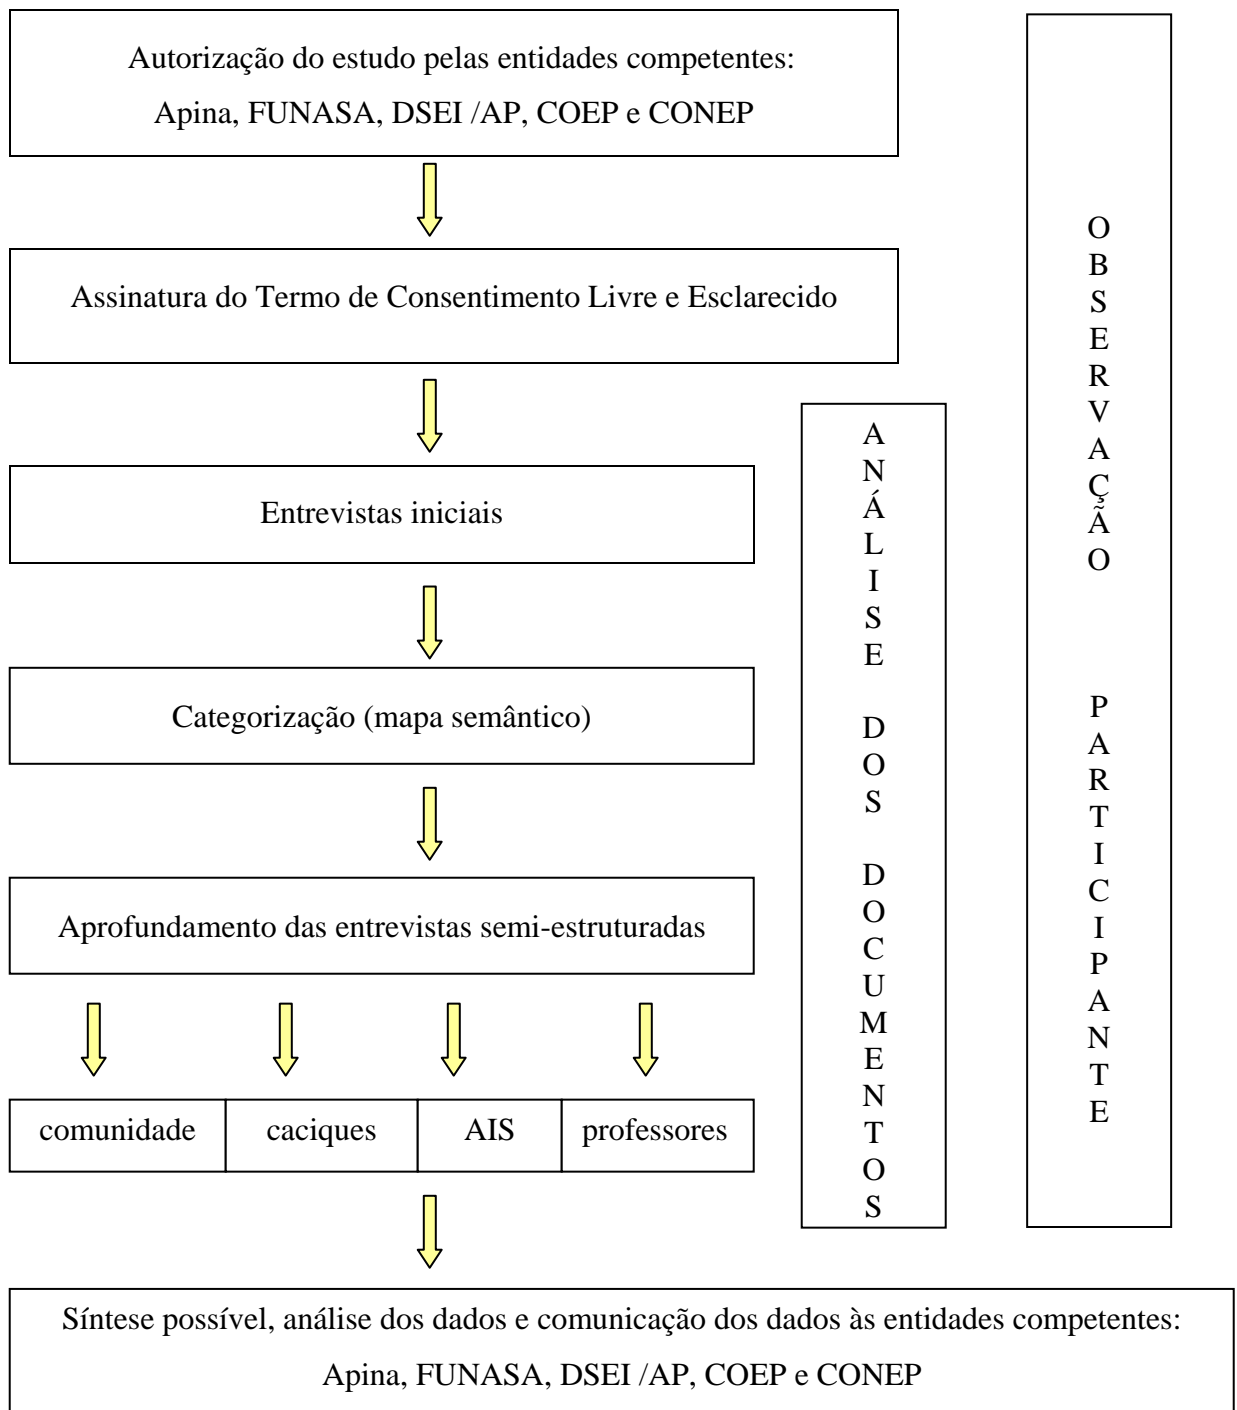 Autorização do estudo pelas entidades competentes:
Apina, FUNASA, DSEI /AP, COEP e CONEP
Assinatura do Termo de Consentimento Livre e Esclarecido
Entrevistas iniciais
Categorização (mapa semântico)
Aprofundamento das entrevistas semi-estruturadas
comunidade
caciques
AIS
professores
ANÁLISE DOS DOCUMENTOS
OBSERVAÇÃO PARTICIPANTE
Síntese possível, análise dos dados e comunicação dos dados às entidades competentes:
Apina, FUNASA, DSEI /AP, COEP e CONEP